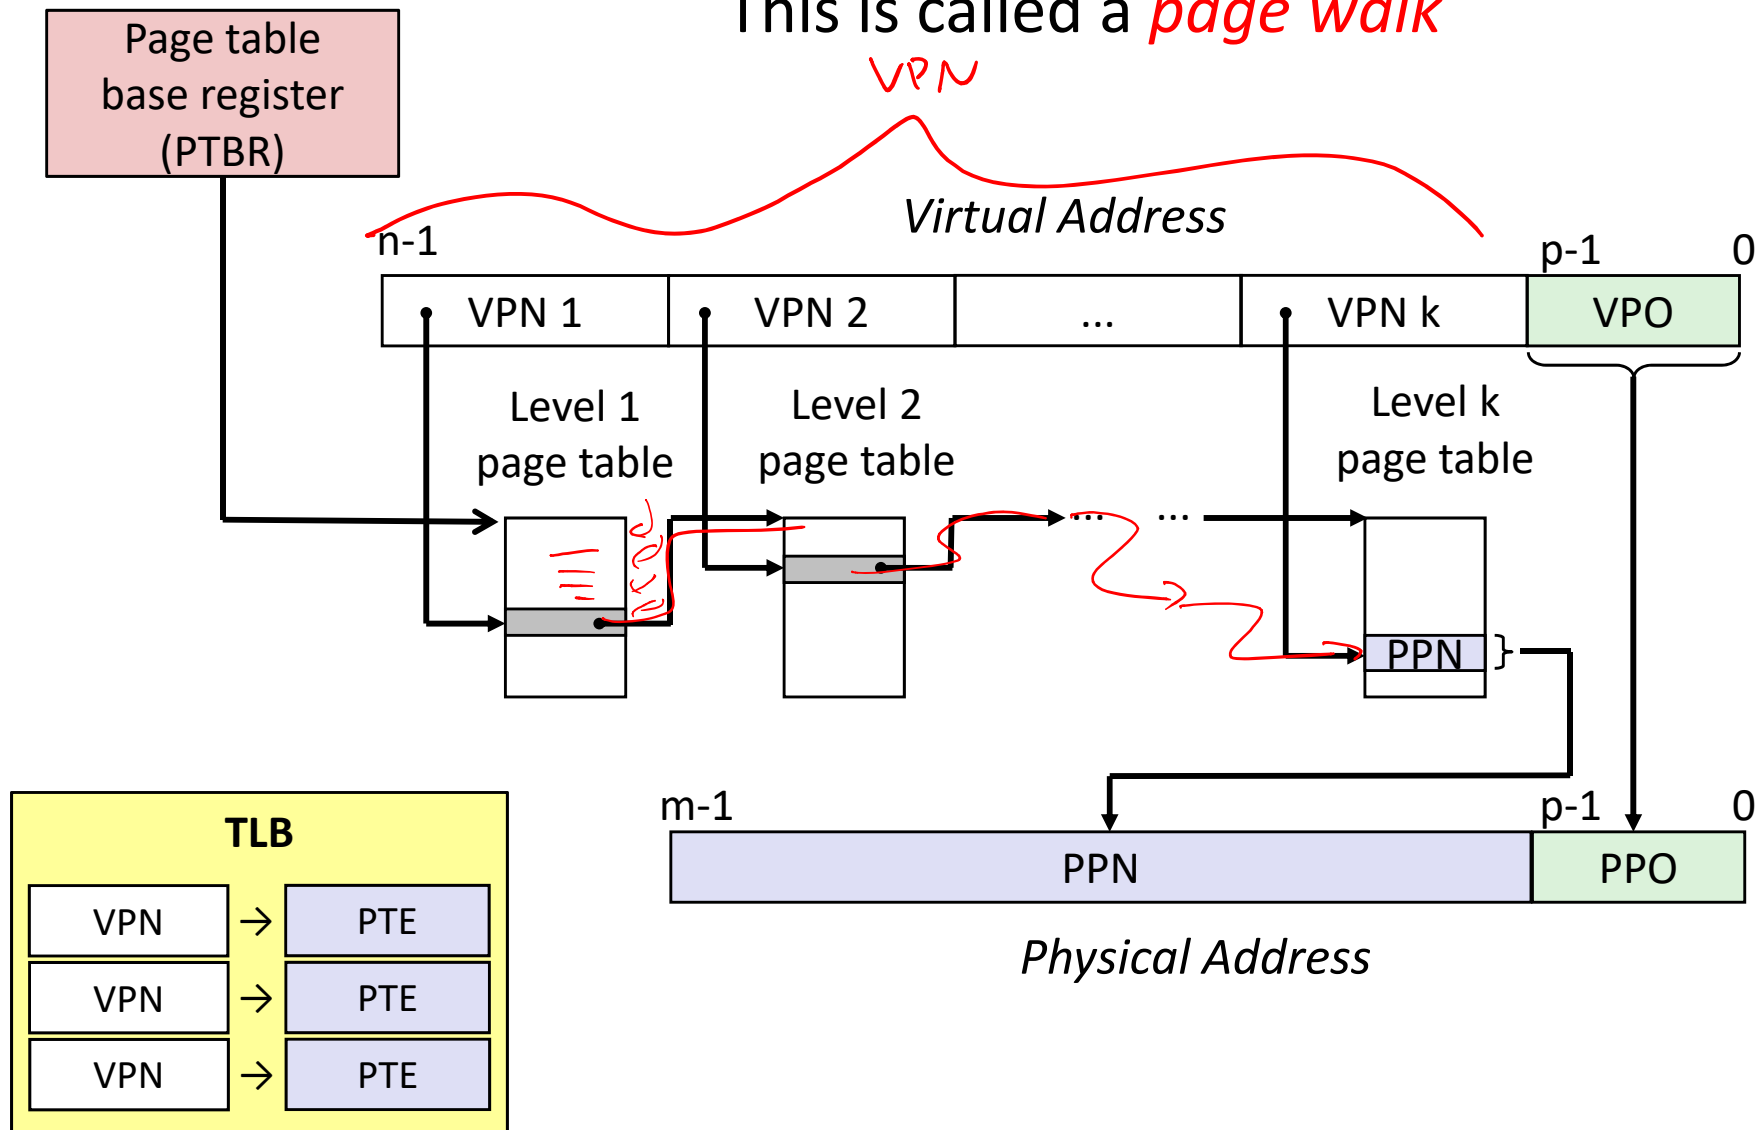 This is called a page walk
Page table
base register
(PTBR)
VPN
Virtual Address
n-1
p-1
0
VPN 1
VPN 2
...
VPN k
VPO
Level 1
page table
Level 2
page table
Level k
page table
...
...
PPN
m-1
p-1
0
PPN
PPO
Physical Address
TLB
VPN → PTE
VPN → PTE
VPN → PTE